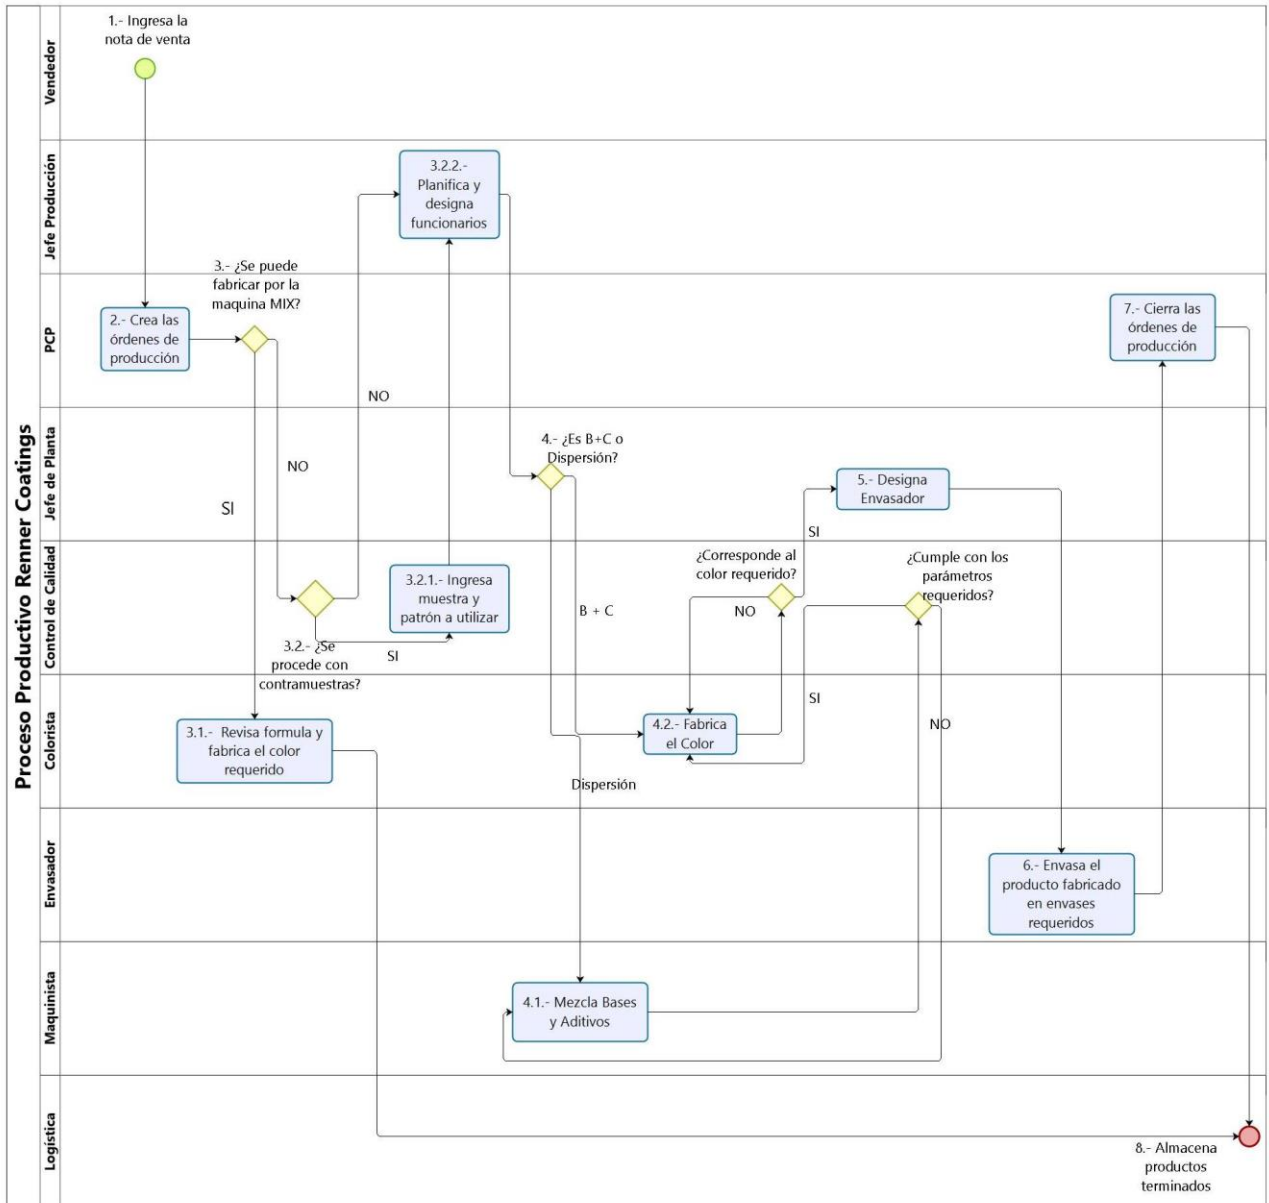 Proceso Productivo Renner Coatings
Vendedor
1.- Ingresa la
nota de venta
Jefe Producción
3.2.2.-
Planifica y
designa
funcionarios
PCP
2.- Crea las
órdenes de
producción
3.- ¿Se puede
fabricar por la
maquina MIX?
NO
7.- Cierra las
órdenes de
producción
Jefe de Planta
NO
SI
4.- ¿Es B+C o
Dispersión?
5.- Designa
Envasador
SI
Control de Calidad
3.2.- ¿Se
procede con
contramuestras?
SI
3.2.1.- Ingresa
muestra y
patrón a utilizar
B + C
¿Corresponde al
color requerido?
NO
¿Cumple con los
parámetros
requeridos?
Colorista
3.1.- Revisa formula y
fabrica el color
requerido
Dispersión
4.2.- Fabrica
el Color
SI
NO
Envasador
6.- Envasa el
producto fabricado
en envases
requeridos
Maquinista
4.1.- Mezcla Bases
y Aditivos
Logística
8.- Almacena
productos
terminados